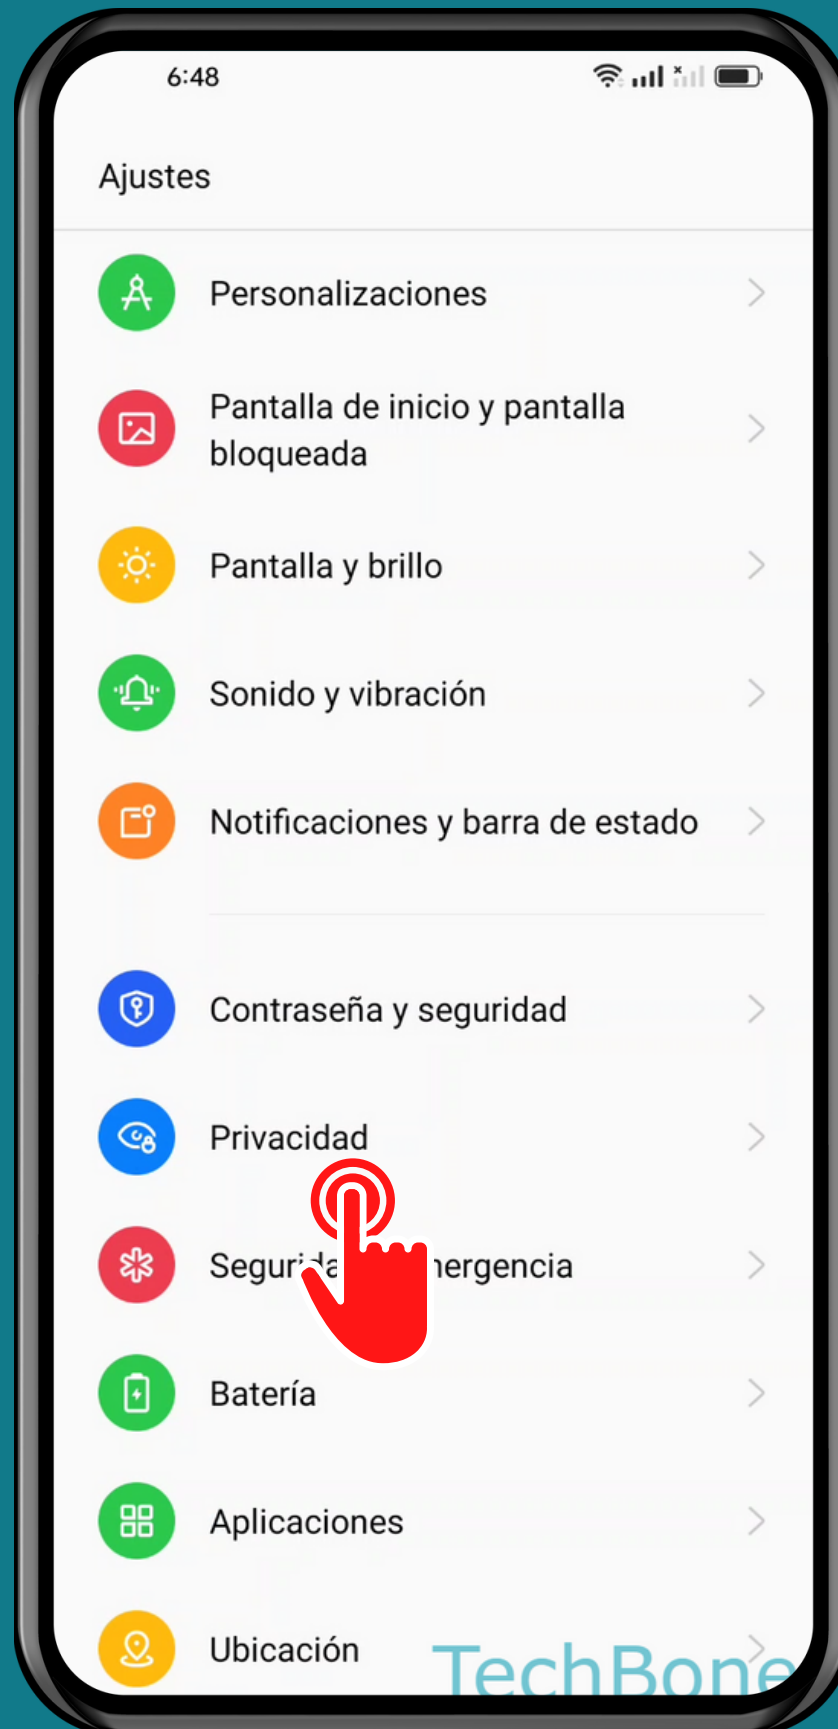 6:48
Ajustes
Personalizaciones
Pantalla de inicio y pantalla
bloqueada
Pantalla y brillo
Sonido y vibración
Notificaciones y barra de estado
Contraseña y seguridad
Privacidad
emergencia
Batería
Aplicaciones
Ubicación
TechBone